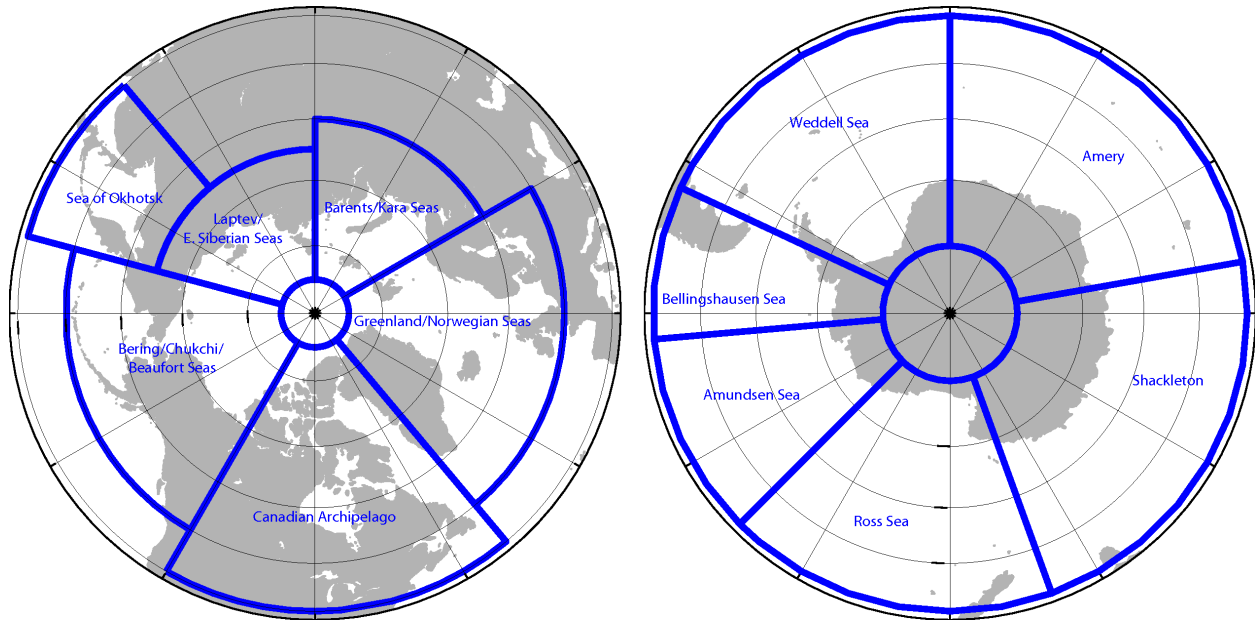 Sea of Okhotsk
Laptev/
E. Siberian Seas
Barents/Kara Seas
Greenland/Norwegian Seas
Bering/Chukchi/
Beaufort Seas
Canadian Archipelago
Weddell Sea
Amery
Bellingshausen Sea
Amundsen Sea
Shackleton
Ross Sea